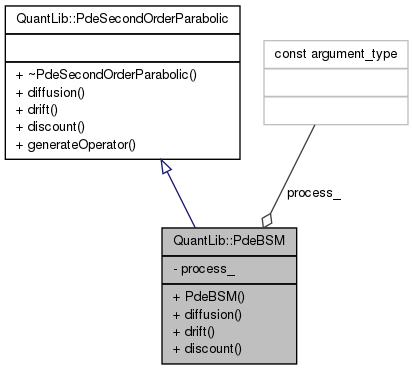 QuantLib::PdeSecondOrderParabolic
+ ~PdeSecondOrderParabolic()
+ diffusion()
+ drift()
+ discount()
+ generateOperator()
const argument_type
process_
QuantLib::PdeBSM
- process_
+ PdeBSM()
+ diffusion()
+ drift()
+ discount()